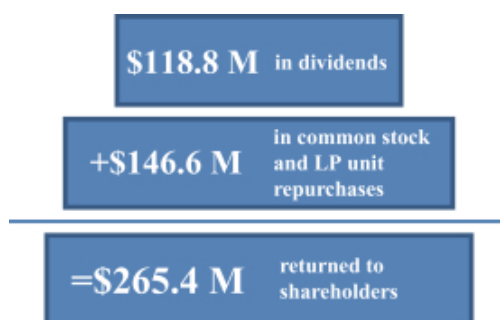 $118.8 M in dividends
+$146.6 M in common stock
and LP unit
repurchases
=$265.4 M returned to
shareholders